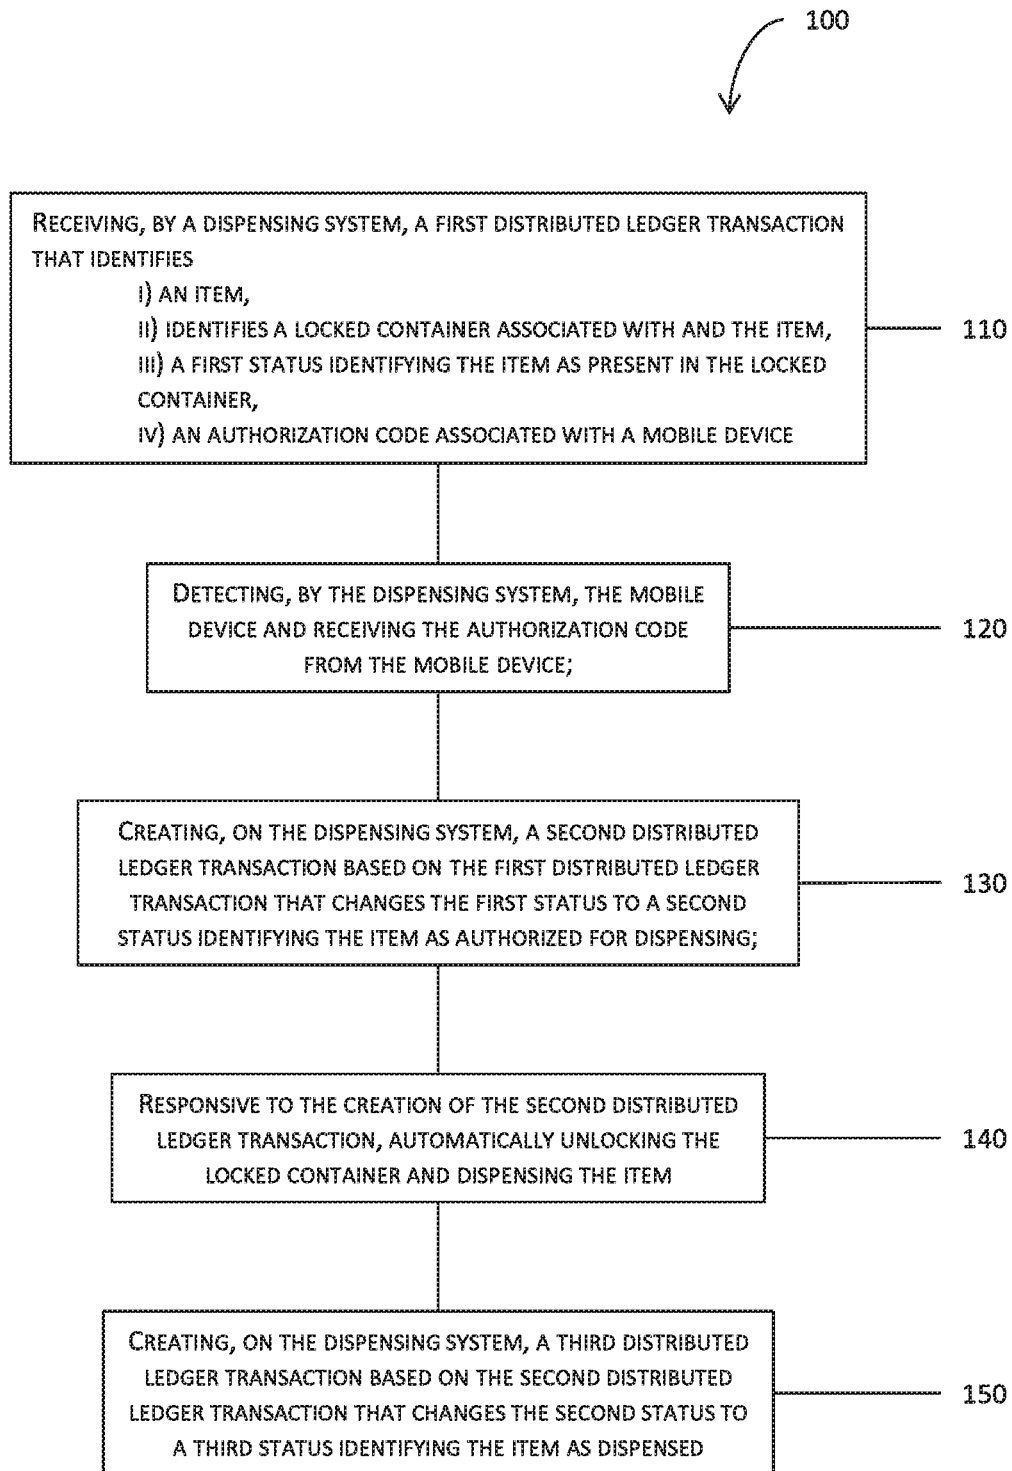 100
RECEIVING, BY A DISPENSING SYSTEM, A FIRST DISTRIBUTED LEDGER TRANSACTION
THAT IDENTIFIES
I) AN ITEM,
II) IDENTIFIES A LOCKED CONTAINER ASSOCIATED WITH AND THE ITEM,
III) A FIRST STATUS IDENTIFYING THE ITEM AS PRESENT IN THE LOCKED
CONTAINER,
IV) AN AUTHORIZATION CODE ASSOCIATED WITH A MOBILE DEVICE
110
DETECTING, BY THE DISPENSING SYSTEM, THE MOBILE
DEVICE AND RECEIVING THE AUTHORIZATION CODE
FROM THE MOBILE DEVICE;
120
CREATING, ON THE DISPENSING SYSTEM, A SECOND DISTRIBUTED
LEDGER TRANSACTION BASED ON THE FIRST DISTRIBUTED LEDGER
TRANSACTION THAT CHANGES THE FIRST STATUS TO A SECOND
STATUS IDENTIFYING THE ITEM AS AUTHORIZED FOR DISPENSING;
130
RESPONSIVE TO THE CREATION OF THE SECOND DISTRIBUTED
LEDGER TRANSACTION, AUTOMATICALLY UNLOCKING THE
LOCKED CONTAINER AND DISPENSING THE ITEM
140
CREATING, ON THE DISPENSING SYSTEM, A THIRD DISTRIBUTED
LEDGER TRANSACTION BASED ON THE SECOND DISTRIBUTED
LEDGER TRANSACTION THAT CHANGES THE SECOND STATUS TO
A THIRD STATUS IDENTIFYING THE ITEM AS DISPENSED
150